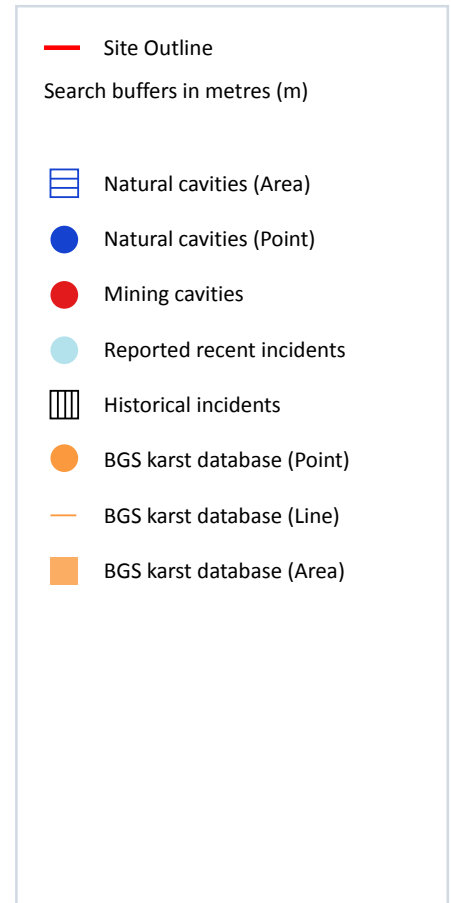 Site Outline
Search buffers in metres (m)
Natural cavities (Area)
Natural cavities (Point)
Mining cavities
Reported recent incidents
Historical incidents
BGS karst database (Point)
BGS karst database (Line)
BGS karst database (Area)